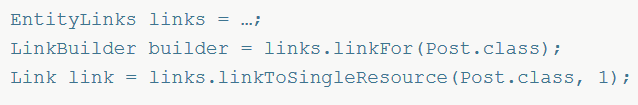 EntityLinks links = …;
LinkBuilder builder = links.linkFor(Post.class);
Link link = links.linkToSingleResource(Post.class, 1);